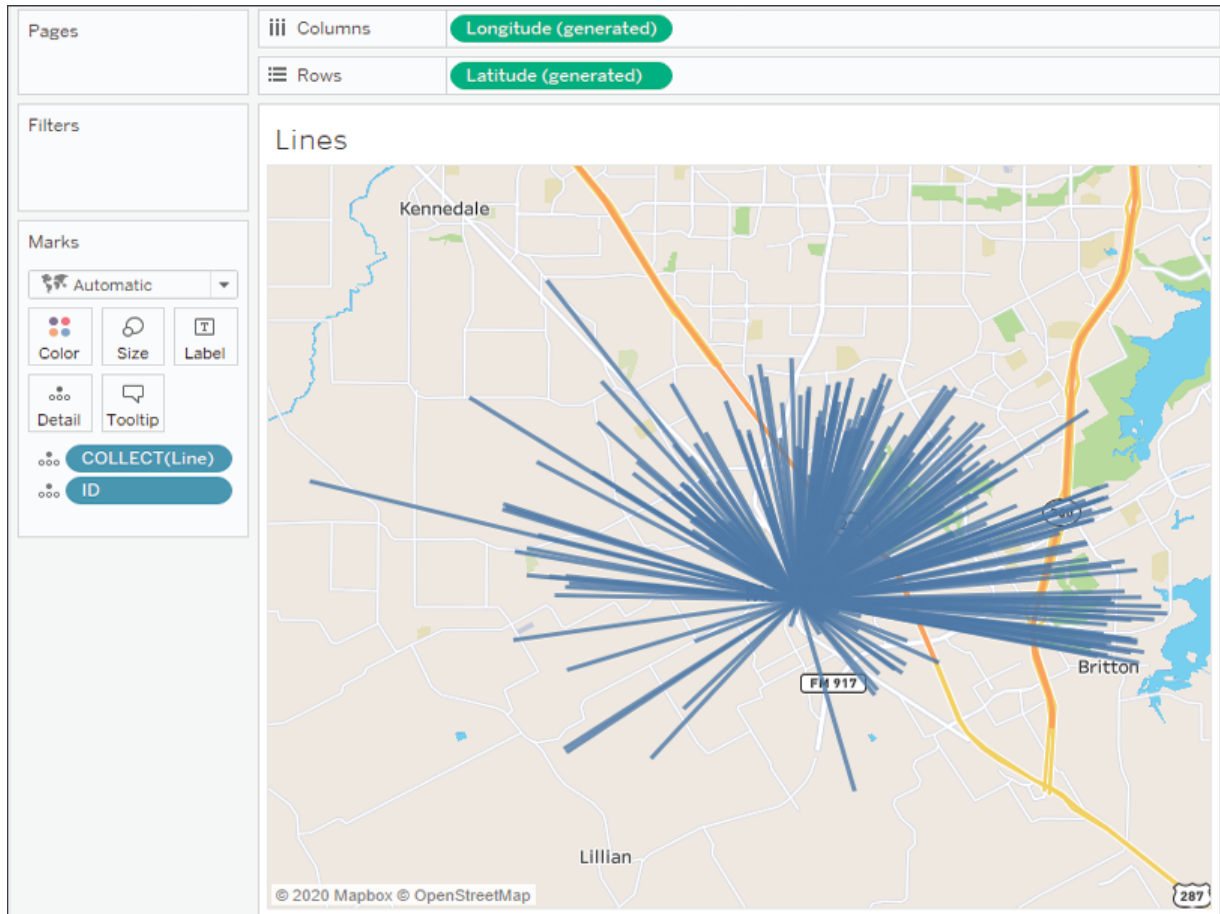 Pages
Columns
Longitude (generated)
Rows
Latitude (generated)
Filters
Lines
Marks
Automatic
Color
Size
Label
Detail
Tooltip
COLLECT(Line)
ID
Kennedale
FM 917
Britton
Lillian
287
© 2020 Mapbox © OpenStreetMap